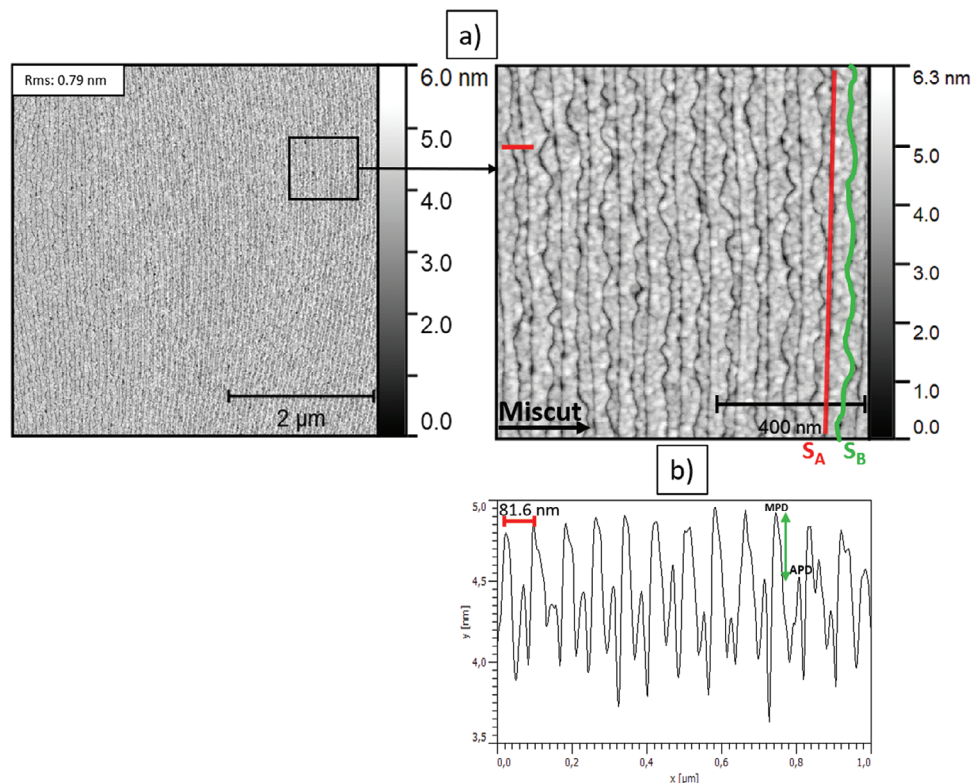 a)
Rms: 0.79 nm
6.0 nm
5.0
4.0
3.0
2.0
0.0
2 µm
6.3 nm
5.0
4.0
3.0
2.0
1.0
0.0
Miscut
400 nm
SA
SB
b)
81.6 nm
MPD
APD
5,0
4,5
4,0
3,5
y [nm]
0,0
0,2
0,4
0,6
0,8
1,0
x [µm]